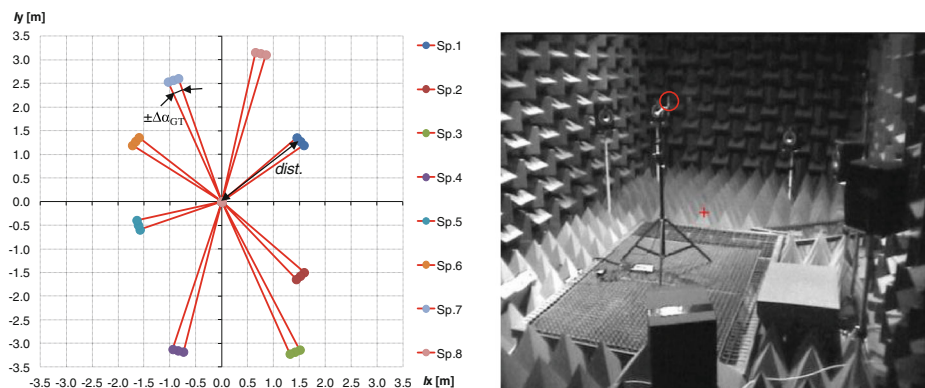 ly [m]
3.5
3.0
2.5
2.0
1.5
1.0
0.5
0.0
-0.5
-1.0
-1.5
-2.0
-2.5
-3.0
-3.5
-3.5 -3.0 -2.5 -2.0 -1.5 -1.0 -0.5 0.0 0.5 1.0 1.5 2.0 2.5 3.0 3.5
lx [m]
±Δα_GT
dist.
Sp.1
Sp.2
Sp.3
Sp.4
Sp.5
Sp.6
Sp.7
Sp.8